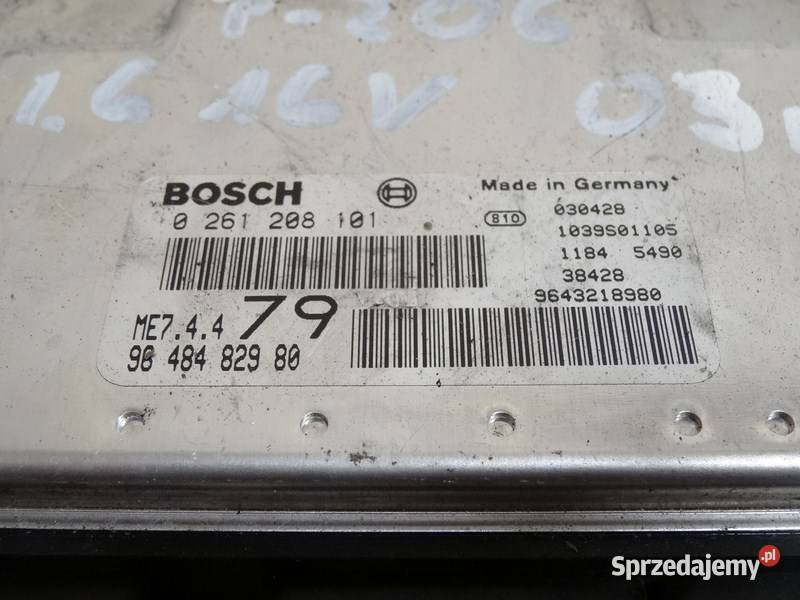 P-206
1.6 16V 03
BOSCH
0 261 208 101
ME7.4.4 79
96 484 829 80
Made in Germany
810
030428
1039S01105
1184 5490
38428
9643218980
Sprzedajemy.pl